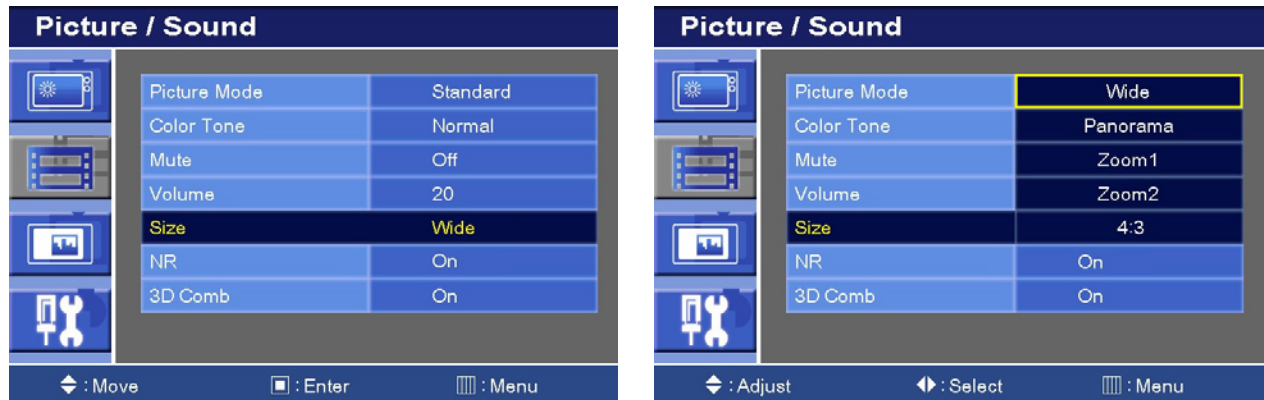 Picture / Sound
Picture Mode Standard
Color Tone Normal
Mute Off
Volume 20
Size Wide
NR On
3D Comb On
: Move : Enter : Menu
Picture / Sound
Picture Mode Wide
Color Tone Panorama
Mute Zoom1
Volume Zoom2
Size 4:3
NR On
3D Comb On
: Adjust : Select : Menu